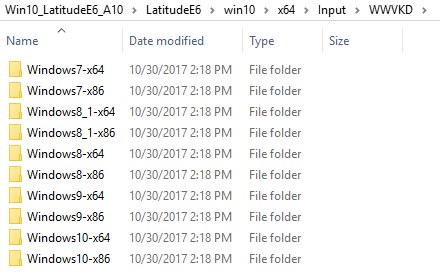 Win10_LatitudeE6_A10 > LatitudeE6 > win10 > x64 > Input > WWVKD >
Name Date modified Type Size
Windows7-x64 10/30/2017 2:18 PM File folder
Windows7-x86 10/30/2017 2:18 PM File folder
Windows8_1-x64 10/30/2017 2:18 PM File folder
Windows8_1-x86 10/30/2017 2:18 PM File folder
Windows8-x64 10/30/2017 2:18 PM File folder
Windows8-x86 10/30/2017 2:18 PM File folder
Windows9-x64 10/30/2017 2:18 PM File folder
Windows9-x86 10/30/2017 2:18 PM File folder
Windows10-x64 10/30/2017 2:18 PM File folder
Windows10-x86 10/30/2017 2:18 PM File folder